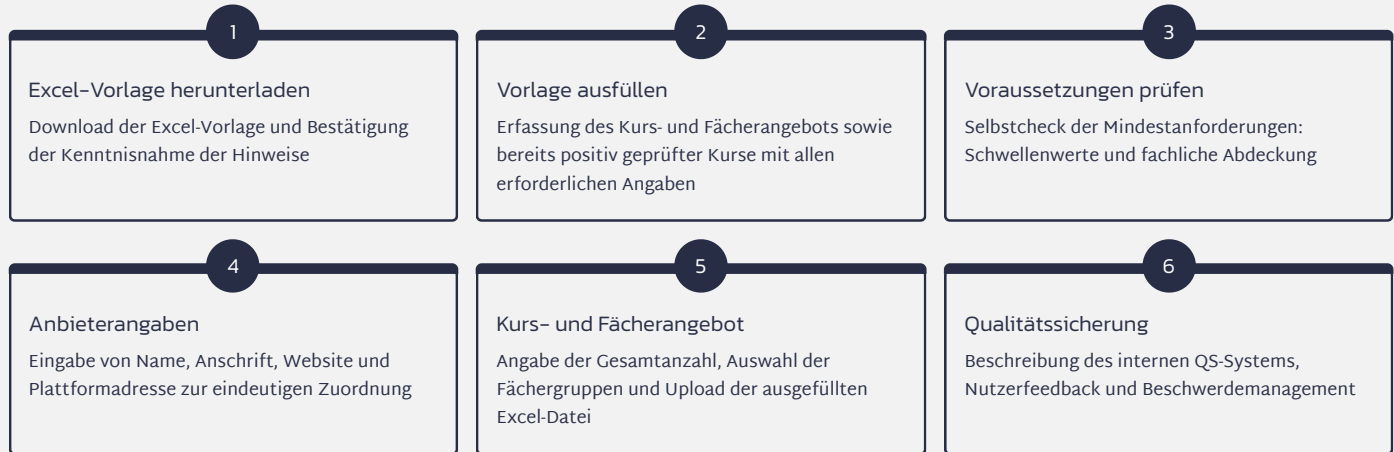 1
Excel-Vorlage herunterladen
Download der Excel-Vorlage und Bestätigung
der Kenntnisnahme der Hinweise
2
Vorlage ausfüllen
Erfassung des Kurs- und Fächerangebots sowie
bereits positiv geprüfter Kurse mit allen
erforderlichen Angaben
3
Voraussetzungen prüfen
Selbstcheck der Mindestanforderungen:
Schwellenwerte und fachliche Abdeckung
4
Anbieterangaben
Eingabe von Name, Anschrift, Website und
Plattformadresse zur eindeutigen Zuordnung
5
Kurs- und Fächerangebot
Angabe der Gesamtanzahl, Auswahl der
Fächergruppen und Upload der ausgefüllten
Excel-Datei
6
Qualitätssicherung
Beschreibung des internen QS-Systems,
Nutzerfeedback und Beschwerdemanagement